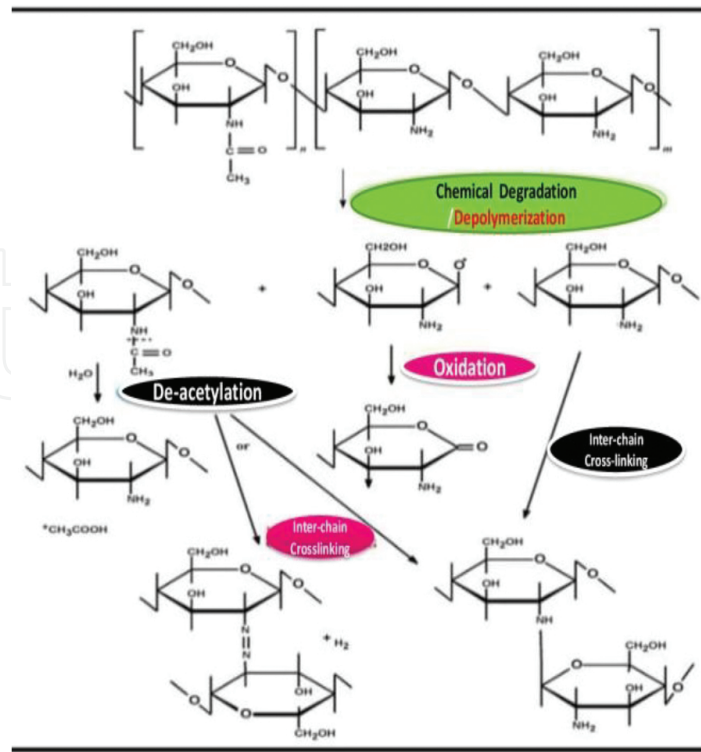 CH₂OH CH₂OH CH₂OH
O O O O O O
OH OH OH
NH NH₂ NH₂
n m
C=O
CH₃
Chemical Degradation
/Depolymerization
CH₂OH CH2OH CH₂OH
O O O O O O
OH + OH + OH
NH NH₂ ·NH₂
C=O
CH₃
H₂O
De-acetylation
Oxidation
CH₂OH CH₂OH
O O O O
OH OH
NH₂ NH₂
or
Inter-chain
Cross-linking
⁺CH₃COOH
Inter-chain
Crosslinking
CH₂OH CH₂OH
O O O O
OH OH
N NH
N
+ H₂
CH₂OH
O O O O
OH OH
CH₂OH NH₂